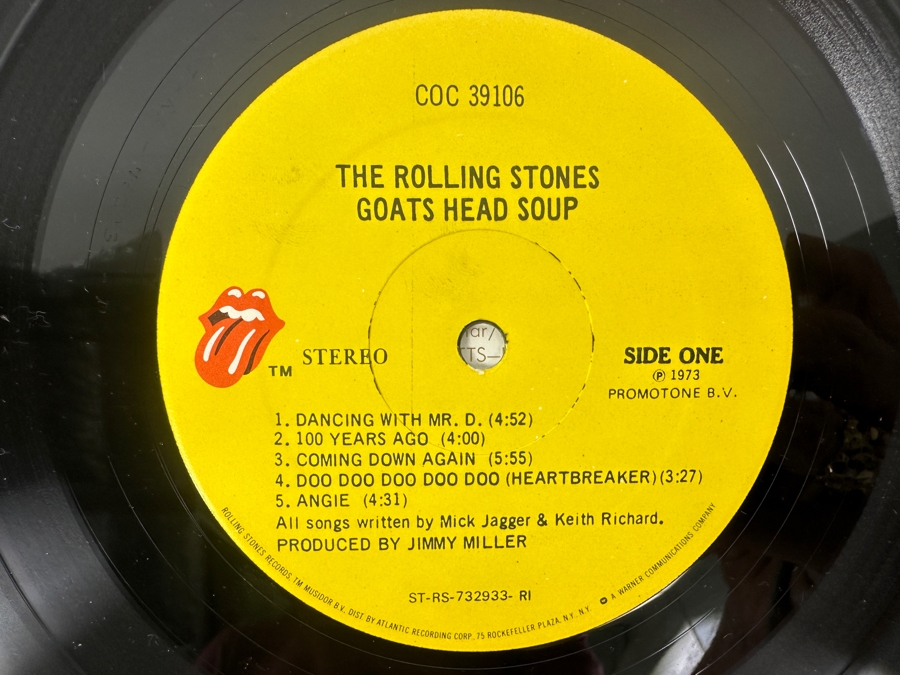 COC 39106
THE ROLLING STONES
GOATS HEAD SOUP
TM STEREO
SIDE ONE
Ⓟ 1973
PROMOTONE B.V.
1. DANCING WITH MR. D. (4:52)
2. 100 YEARS AGO (4:00)
3. COMING DOWN AGAIN (5:55)
4. DOO DOO DOO DOO DOO (HEARTBREAKER) (3:27)
5. ANGIE (4:31)
All songs written by Mick Jagger & Keith Richard.
PRODUCED BY JIMMY MILLER
ST-RS-732933- RI
ROLLING STONES RECORDS, TM MUSIDOR B.V. DIST BY ATLANTIC RECORDING CORP., 75 ROCKEFELLER PLAZA, N.Y. N.Y. A WARNER COMMUNICATIONS COMPANY